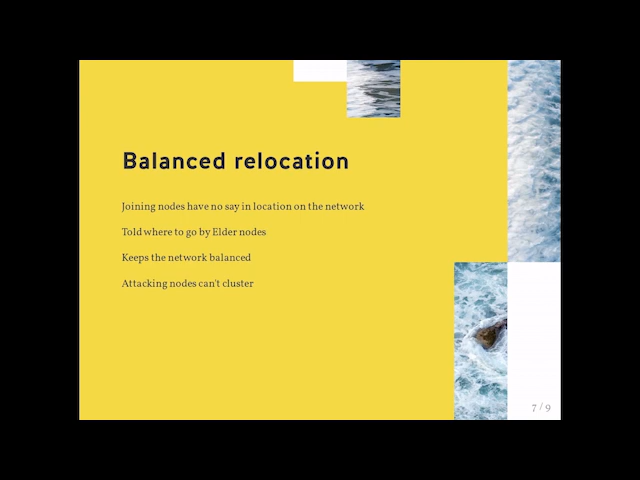 Balanced relocation
Joining nodes have no say in location on the network
Told where to go by Elder nodes
Keeps the network balanced
Attacking nodes can't cluster
7 / 9